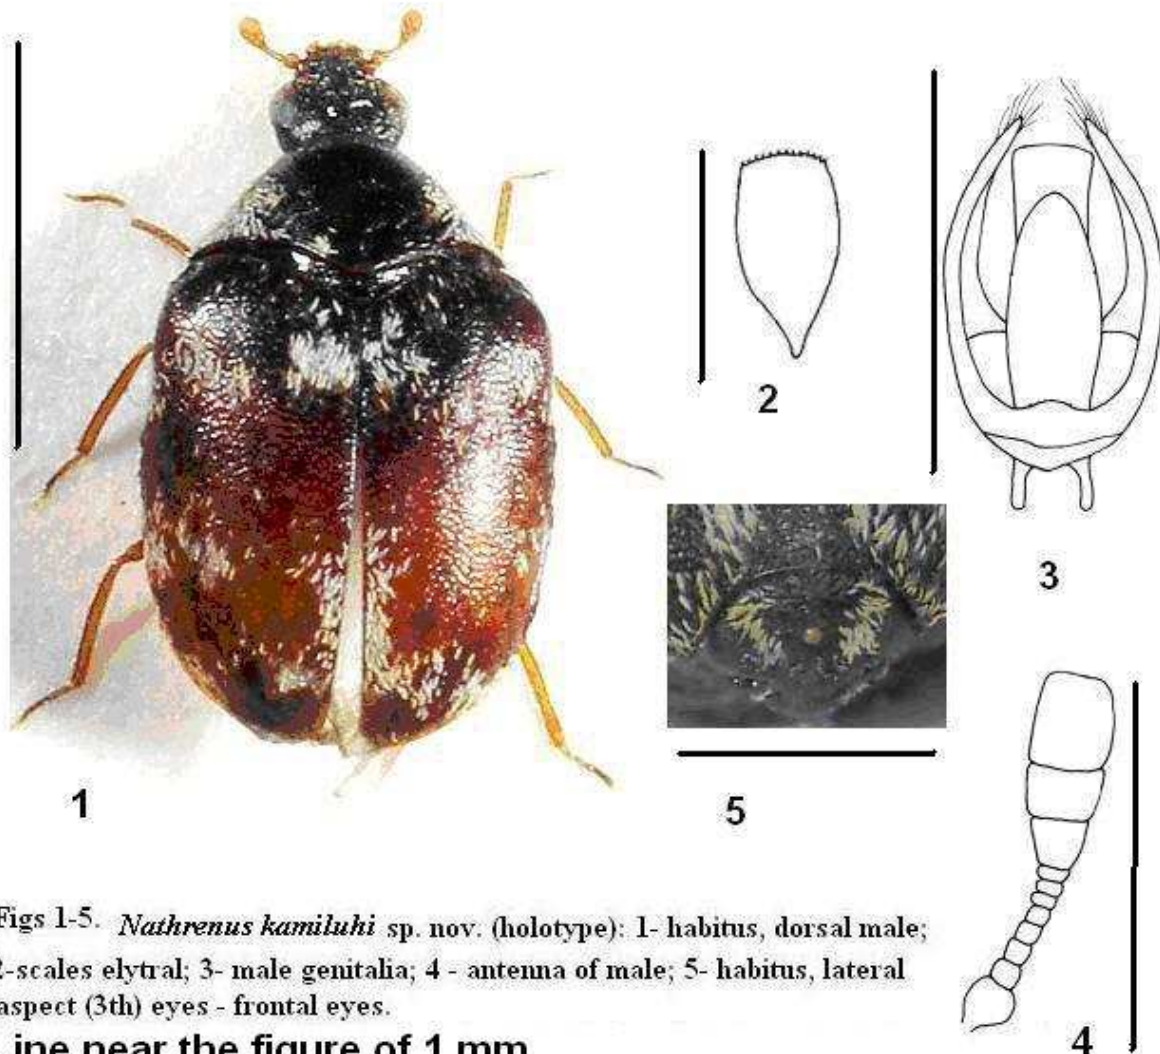 1
2
3
4
5
Figs 1-5. Nathrenus kamiluhi sp. nov. (holotype): 1- habitus, dorsal male;
2-scales elytral; 3- male genitalia; 4 - antenna of male; 5- habitus, lateral
aspect (3th) eyes - frontal eyes.
Line near the figure of 1 mm